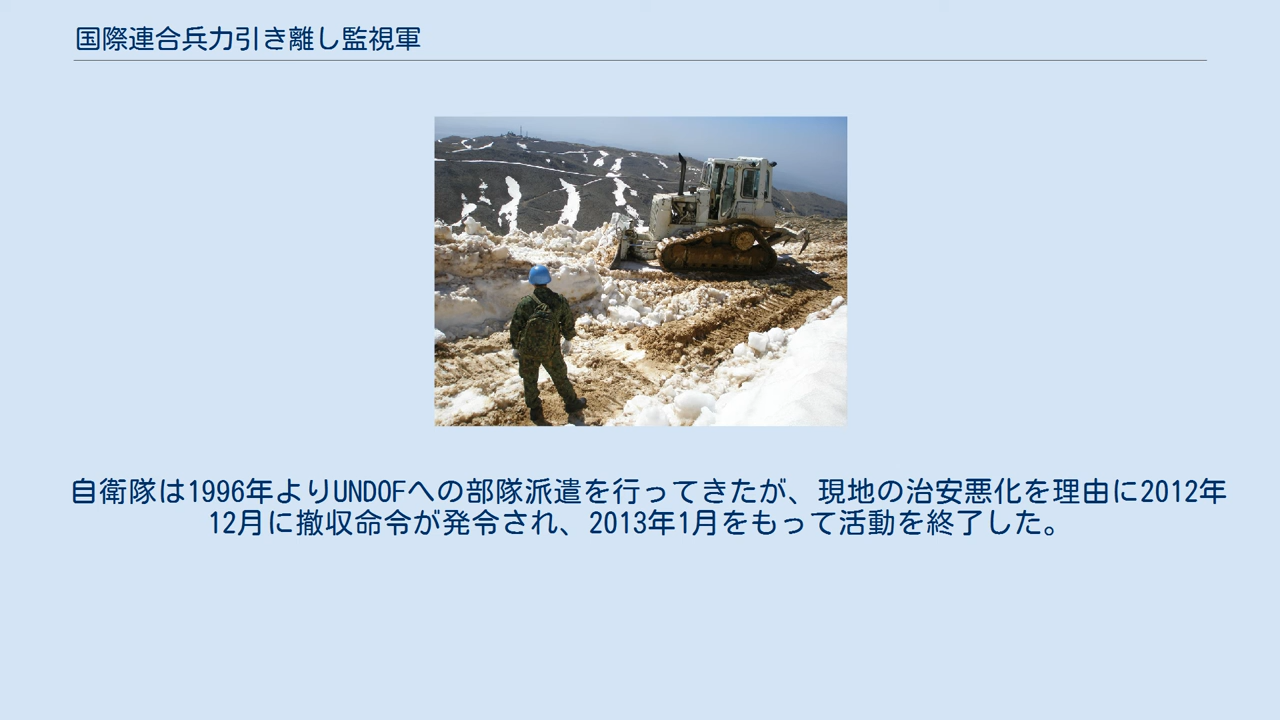 国際連合兵力引き離し監視軍
自衛隊は1996年よりUNDOFへの部隊派遣を行ってきたが、現地の治安悪化を理由に2012年
12月に撤収命令が発令され、2013年1月をもって活動を終了した。